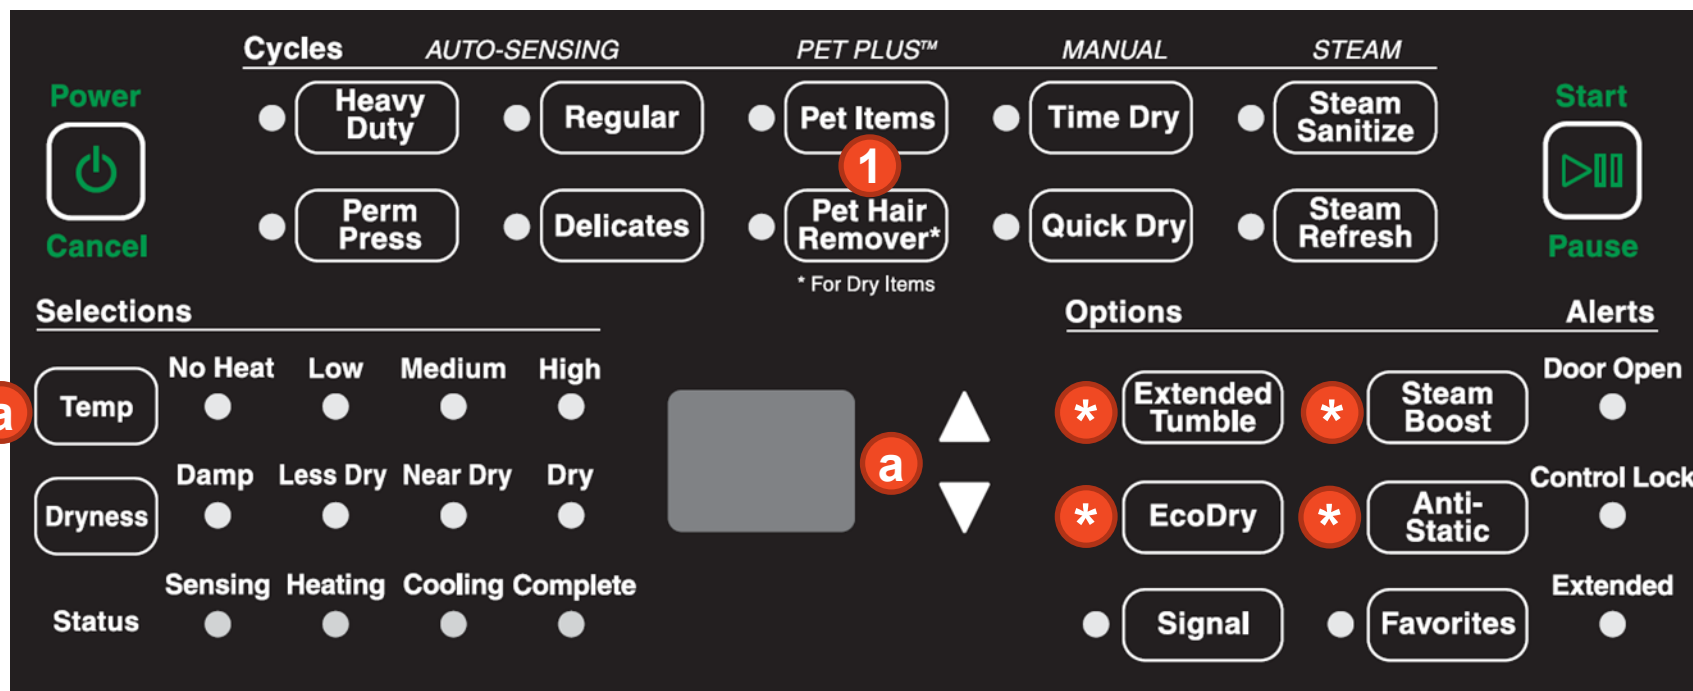 Cycles AUTO-SENSING PET PLUS™ MANUAL STEAM
Power
Cancel
Heavy Duty
Regular
Pet Items
Time Dry
Steam Sanitize
1
Perm Press
Delicates
Pet Hair Remover*
Quick Dry
Steam Refresh
* For Dry Items
Start
Pause
Selections
Temp
No Heat Low Medium High
a
Dryness
Damp Less Dry Near Dry Dry
Status
Sensing Heating Cooling Complete
a
Options
Alerts
* Extended Tumble
* Steam Boost
Door Open
* EcoDry
* Anti-Static
Control Lock
Signal
Favorites
Extended